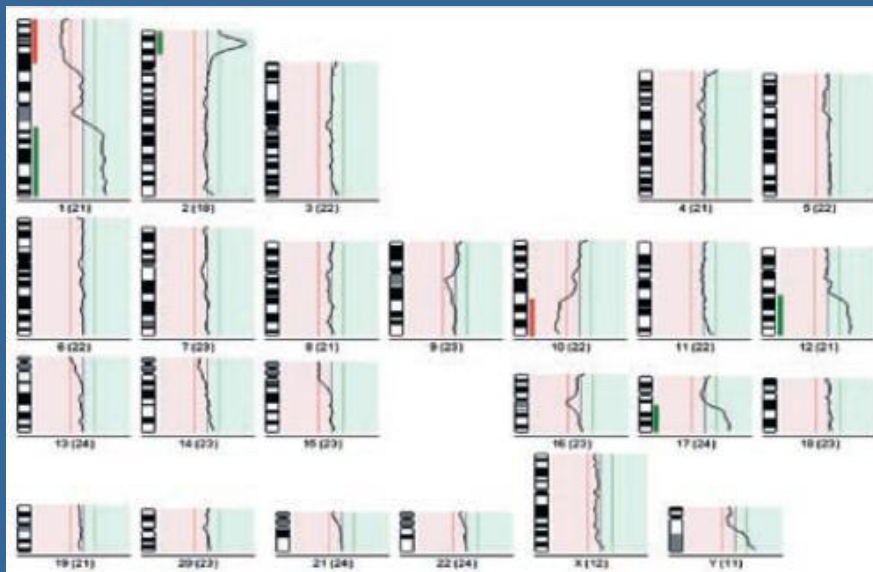 1 (21) 2 (18) 3 (22) 4 (21) 5 (22)
6 (22) 7 (23) 8 (21) 9 (23) 10 (22) 11 (22) 12 (21)
13 (24) 14 (23) 15 (23) 16 (23) 17 (24) 18 (23)
19 (21) 20 (23) 21 (24) 22 (24) X (12) Y (11)